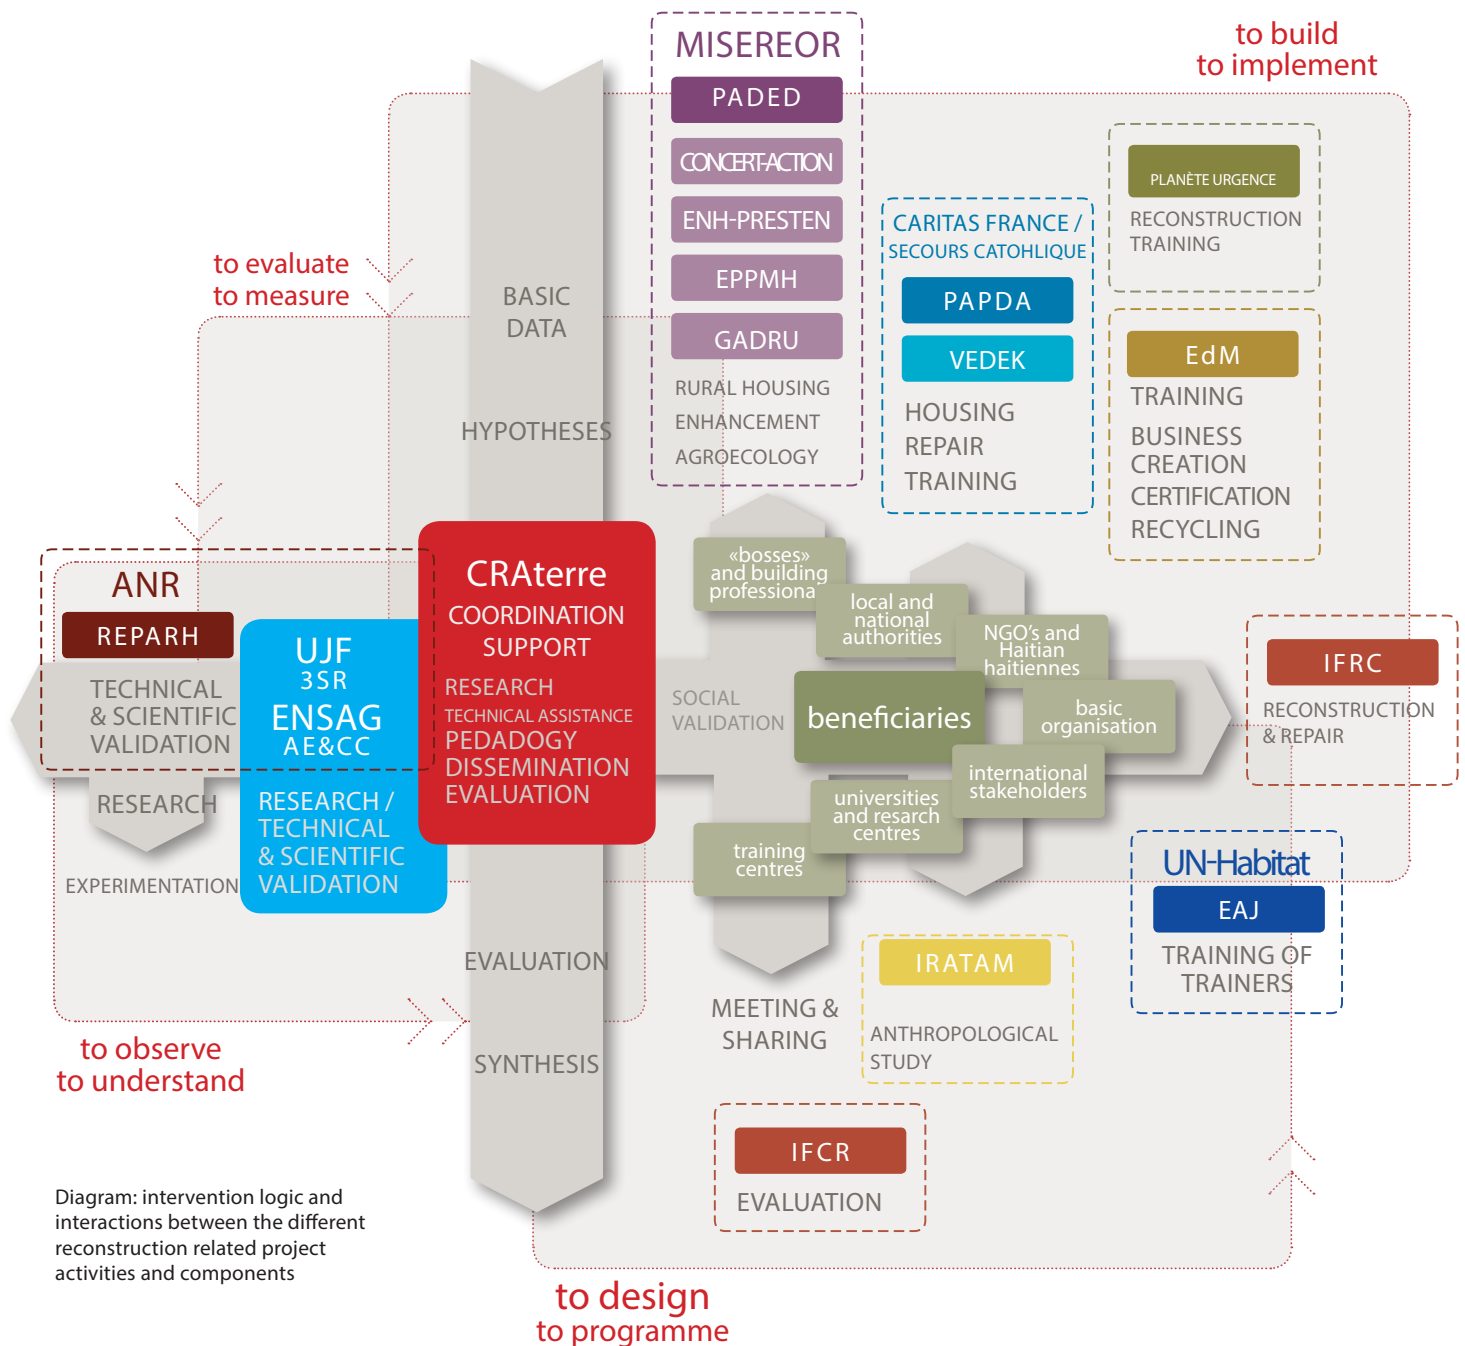 to build
to implement
MISEREOR
PADED
CONCERT-ACTION
ENH-PRESTEN
EPPMH
GADRU
RURAL HOUSING
ENHANCEMENT
AGROECOLOGY
CARITAS FRANCE /
SECOURS CATOHLIQUE
PAPDA
VEDEK
HOUSING
REPAIR
TRAINING
PLANÈTE URGENCE
RECONSTRUCTION
TRAINING
EdM
TRAINING
BUSINESS
CREATION
CERTIFICATION
RECYCLING
to evaluate
to measure
BASIC
DATA
HYPOTHESES
ANR
REPARH
TECHNICAL
& SCIENTIFIC
VALIDATION
RESEARCH
EXPERIMENTATION
UJF
3SR
ENSAG
AE&CC
RESEARCH /
TECHNICAL
& SCIENTIFIC
VALIDATION
CRAterre
COORDINATION
SUPPORT
RESEARCH
TECHNICAL ASSISTANCE
PEDADOGY
DISSEMINATION
EVALUATION
SOCIAL
VALIDATION
«bosses»
and building
professional
local and
national
authorities
NGO's and
Haitian
haitiennes
beneficiaries
basic
organisation
international
stakeholders
universities
and resarch
centres
training
centres
IFRC
RECONSTRUCTION
& REPAIR
UN-Habitat
EAJ
TRAINING OF
TRAINERS
EVALUATION
SYNTHESIS
MEETING &
SHARING
IRATAM
ANTHROPOLOGICAL
STUDY
IFCR
EVALUATION
to observe
to understand
Diagram: intervention logic and
interactions between the different
reconstruction related project
activities and components
to design
to programme